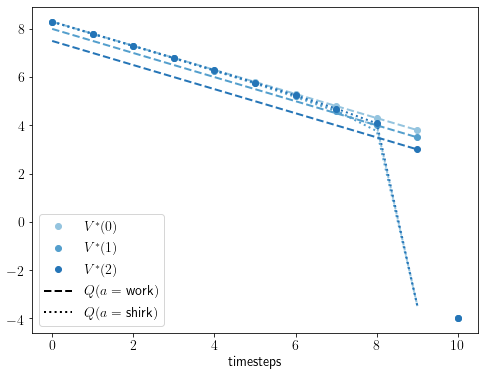 8
6
4
2
0
−2
−4
V*(0)
V*(1)
V*(2)
Q(a = work)
Q(a = shirk)
0 2 4 6 8 10
timesteps